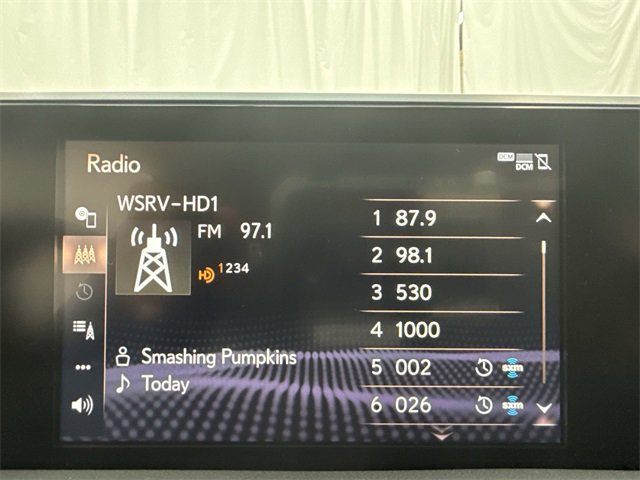 Radio
DCM
DCM
WSRV-HD1
FM 97.1
HD 1234
Smashing Pumpkins
Today
1 87.9
2 98.1
3 530
4 1000
5 002 sxm
6 026 sxm